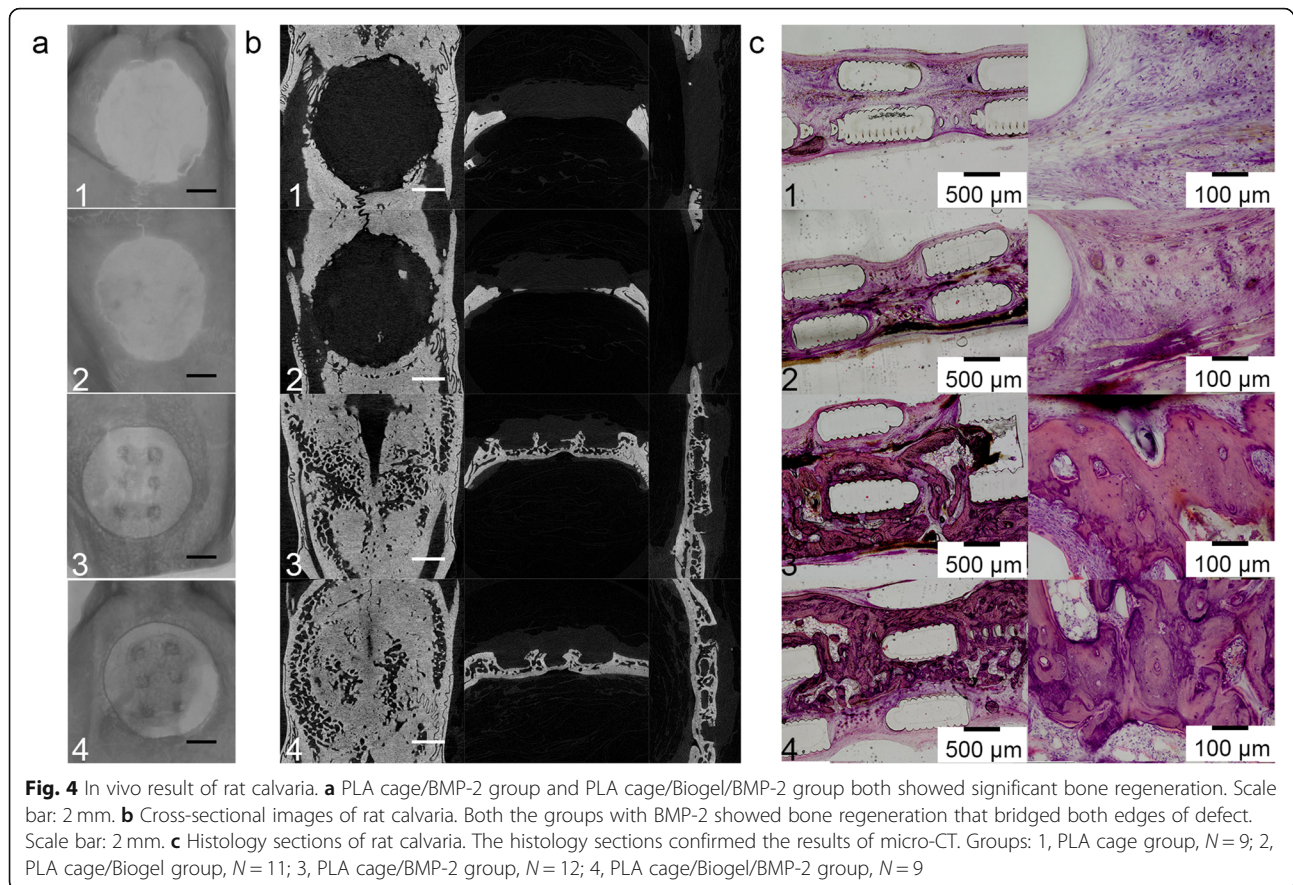 a b c
1 1 1 500 µm 100 µm
2 2 2 500 µm 100 µm
3 3 3 500 µm 100 µm
4 4 4 500 µm 100 µm
Fig. 4 In vivo result of rat calvaria. a PLA cage/BMP-2 group and PLA cage/Biogel/BMP-2 group both showed significant bone regeneration. Scale
bar: 2 mm. b Cross-sectional images of rat calvaria. Both the groups with BMP-2 showed bone regeneration that bridged both edges of defect.
Scale bar: 2 mm. c Histology sections of rat calvaria. The histology sections confirmed the results of micro-CT. Groups: 1, PLA cage group, N = 9; 2,
PLA cage/Biogel group, N = 11; 3, PLA cage/BMP-2 group, N = 12; 4, PLA cage/Biogel/BMP-2 group, N = 9